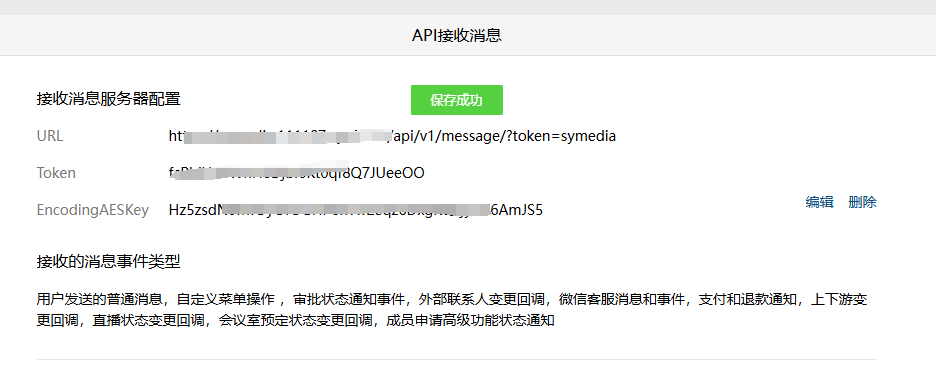 API接收消息
接收消息服务器配置
保存成功
URL
/api/v1/message/?token=symedia
Token
8Q7JUeeOO
EncodingAESKey
Hz5zsd
6AmJS5
编辑 删除
接收的消息事件类型
用户发送的普通消息，自定义菜单操作 ，审批状态通知事件，外部联系人变更回调，微信客服消息和事件，支付和退款通知，上下游变
更回调，直播状态变更回调，会议室预定状态变更回调，成员申请高级功能状态通知